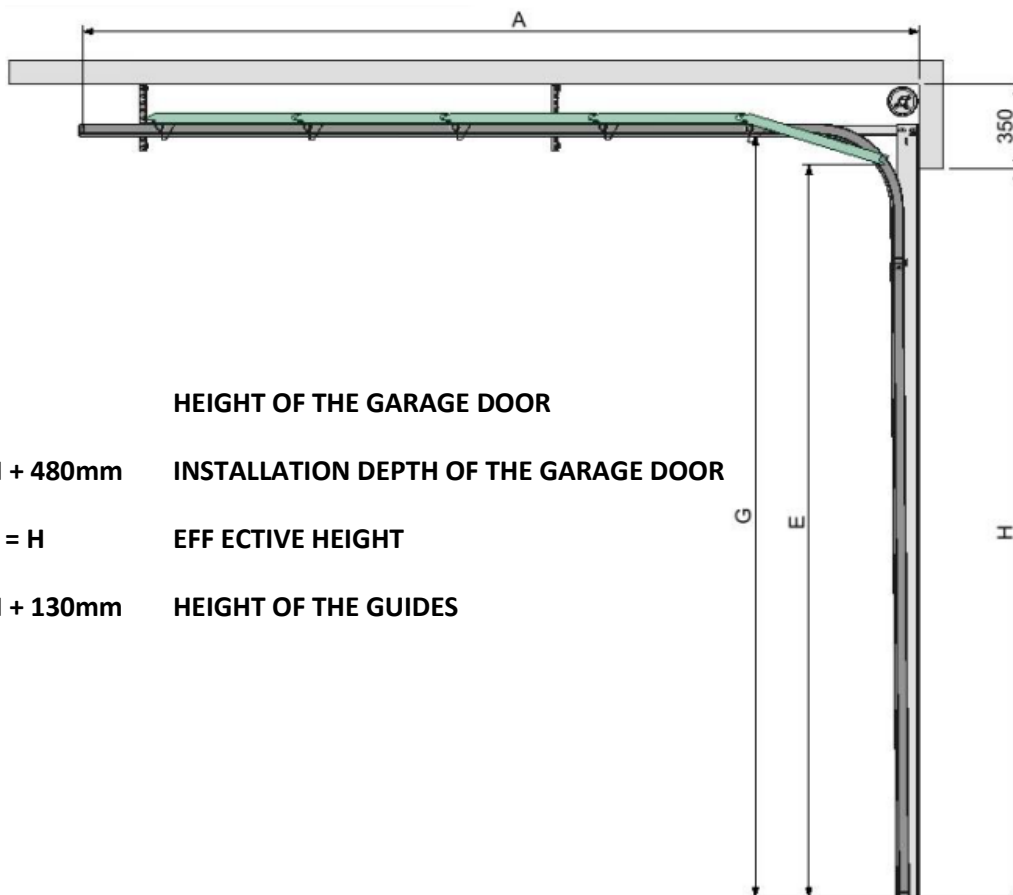 A
350
HEIGHT OF THE GARAGE DOOR
+ 480mm INSTALLATION DEPTH OF THE GARAGE DOOR
= H EFF ECTIVE HEIGHT
+ 130mm HEIGHT OF THE GUIDES
G
E
H